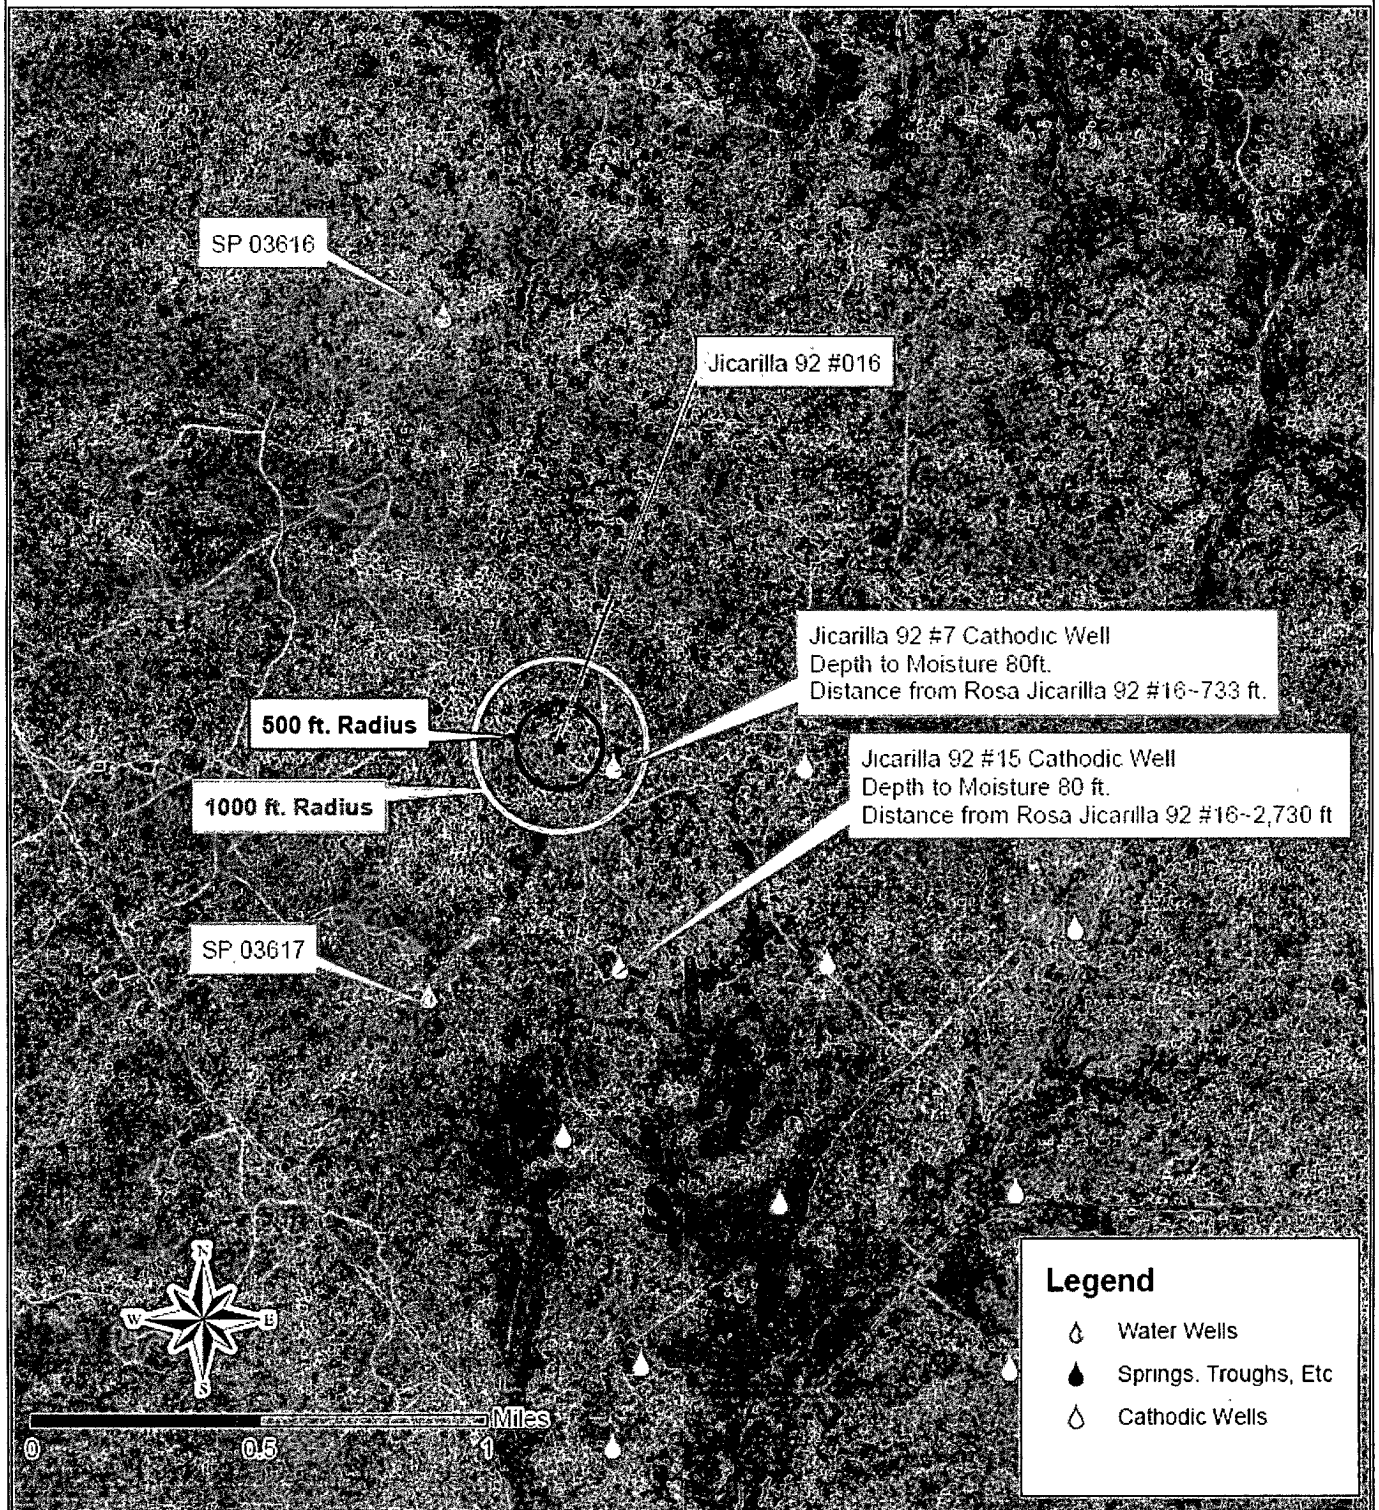 SP 03616
Jicarilla 92 #016
Jicarilla 92 #7 Cathodic Well
Depth to Moisture 80ft.
Distance from Rosa Jicarilla 92 #16~733 ft.
500 ft. Radius
Jicarilla 92 #15 Cathodic Well
Depth to Moisture 80 ft.
Distance from Rosa Jicarilla 92 #16~2,730 ft
1000 ft. Radius
SP 03617
N
W
E
S
Miles
0
0.5
1
Legend
Water Wells
Springs. Troughs, Etc
Cathodic Wells